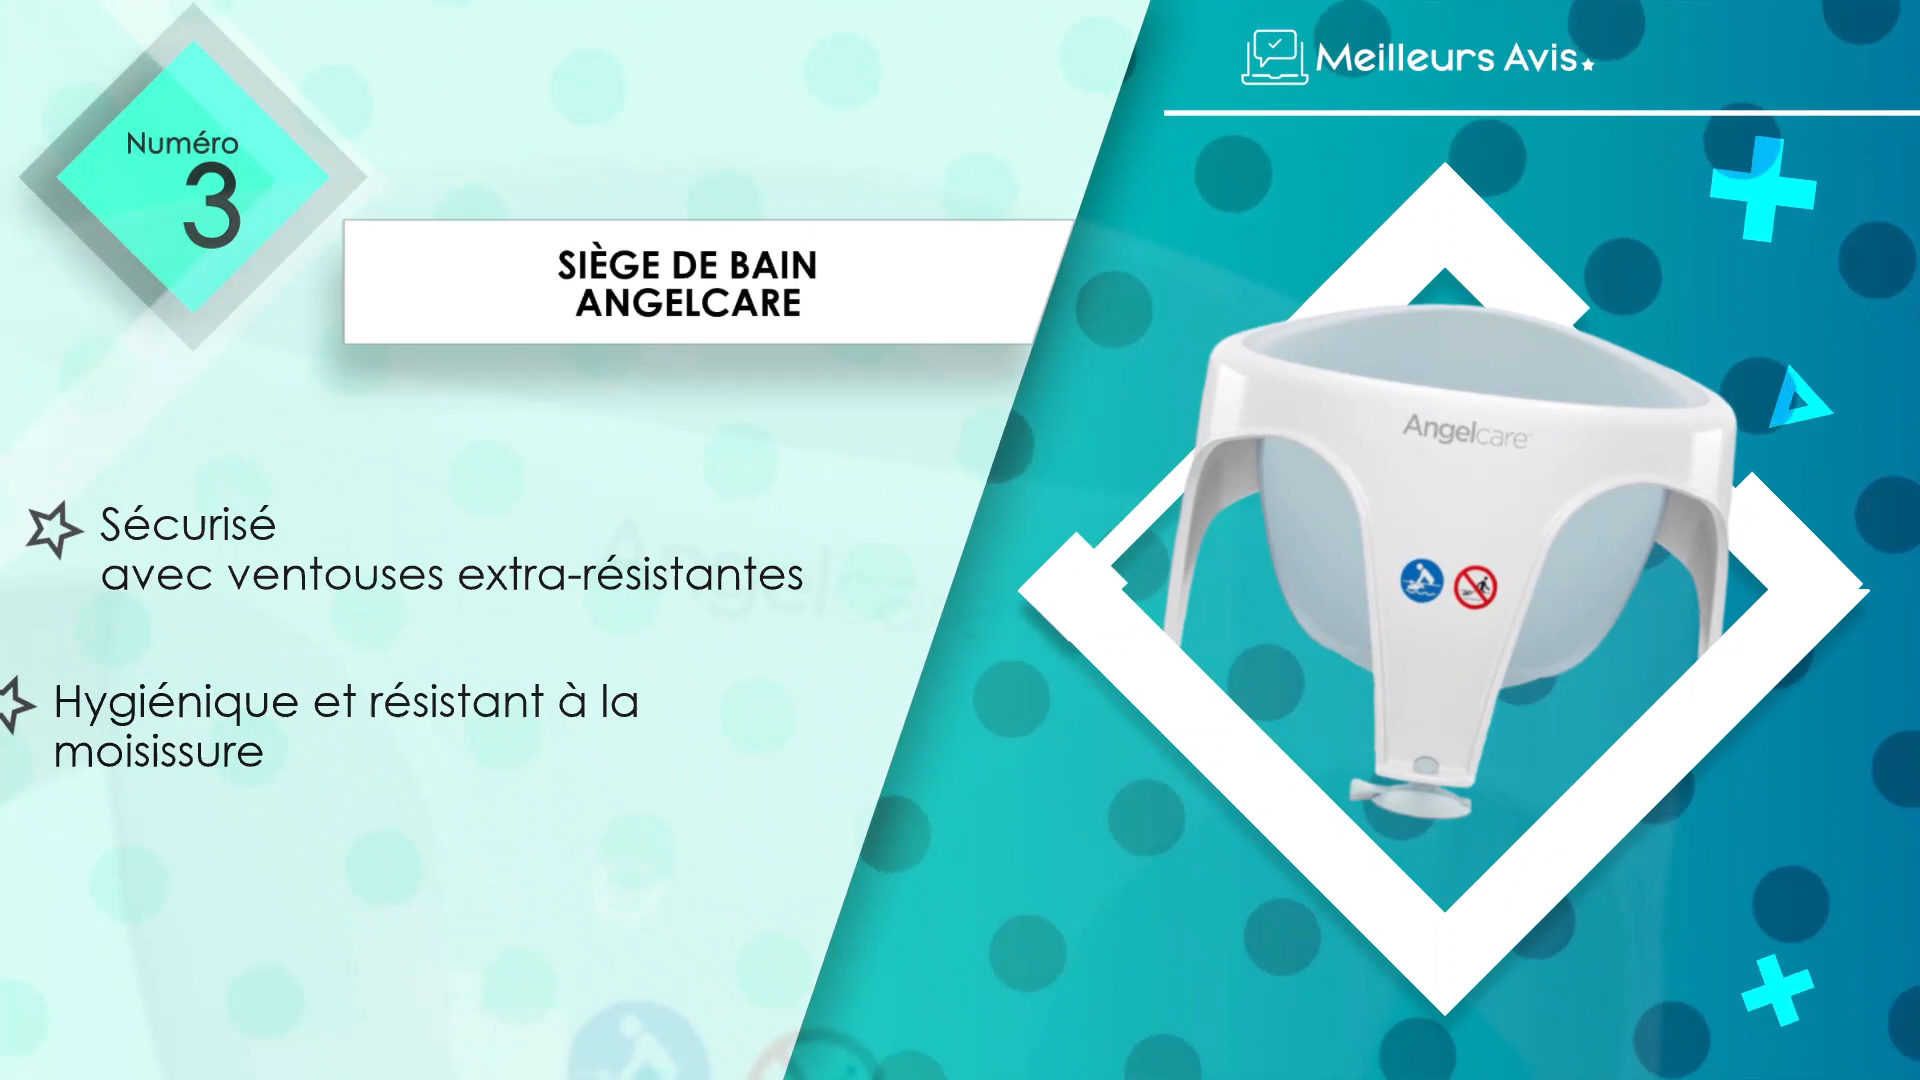 Numéro
3
SIÈGE DE BAIN
ANGELCARE
Sécurisé
avec ventouses extra-résistantes
Hygiénique et résistant à la
moisissure
Meilleurs Avis
Angelcare